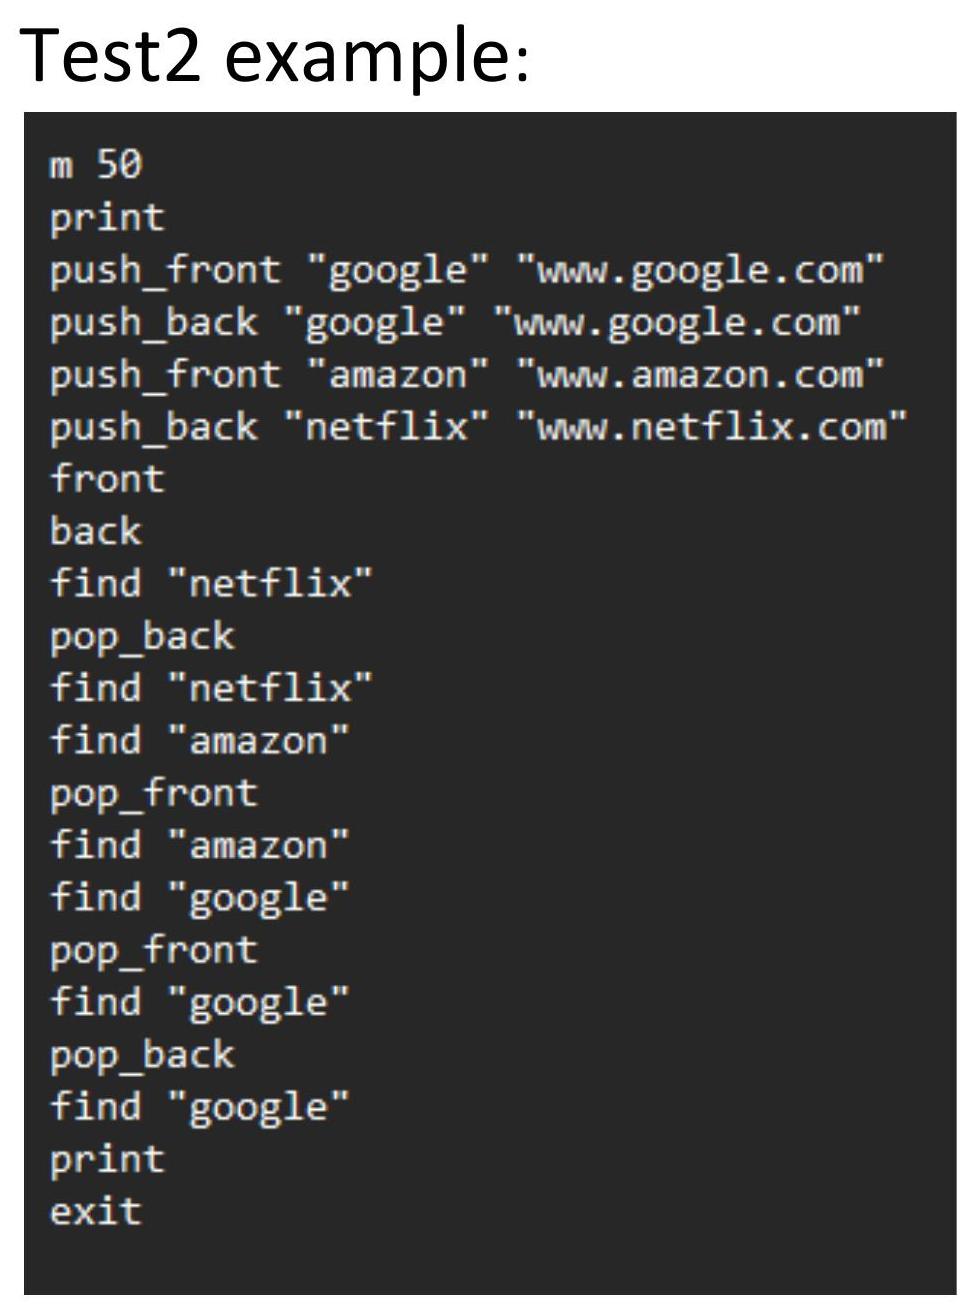 Test2 example:
m 50
print
push_front "google" "www.google.com"
push_back "google" "www.google.com"
push_front "amazon" "www.amazon.com"
push_back "netflix" "www.netflix.com"
front
back
find "netflix"
pop_back
find "netflix"
find "amazon"
pop_front
find "amazon"
find "google"
pop_front
find "google"
pop_back
find "google"
print
exit